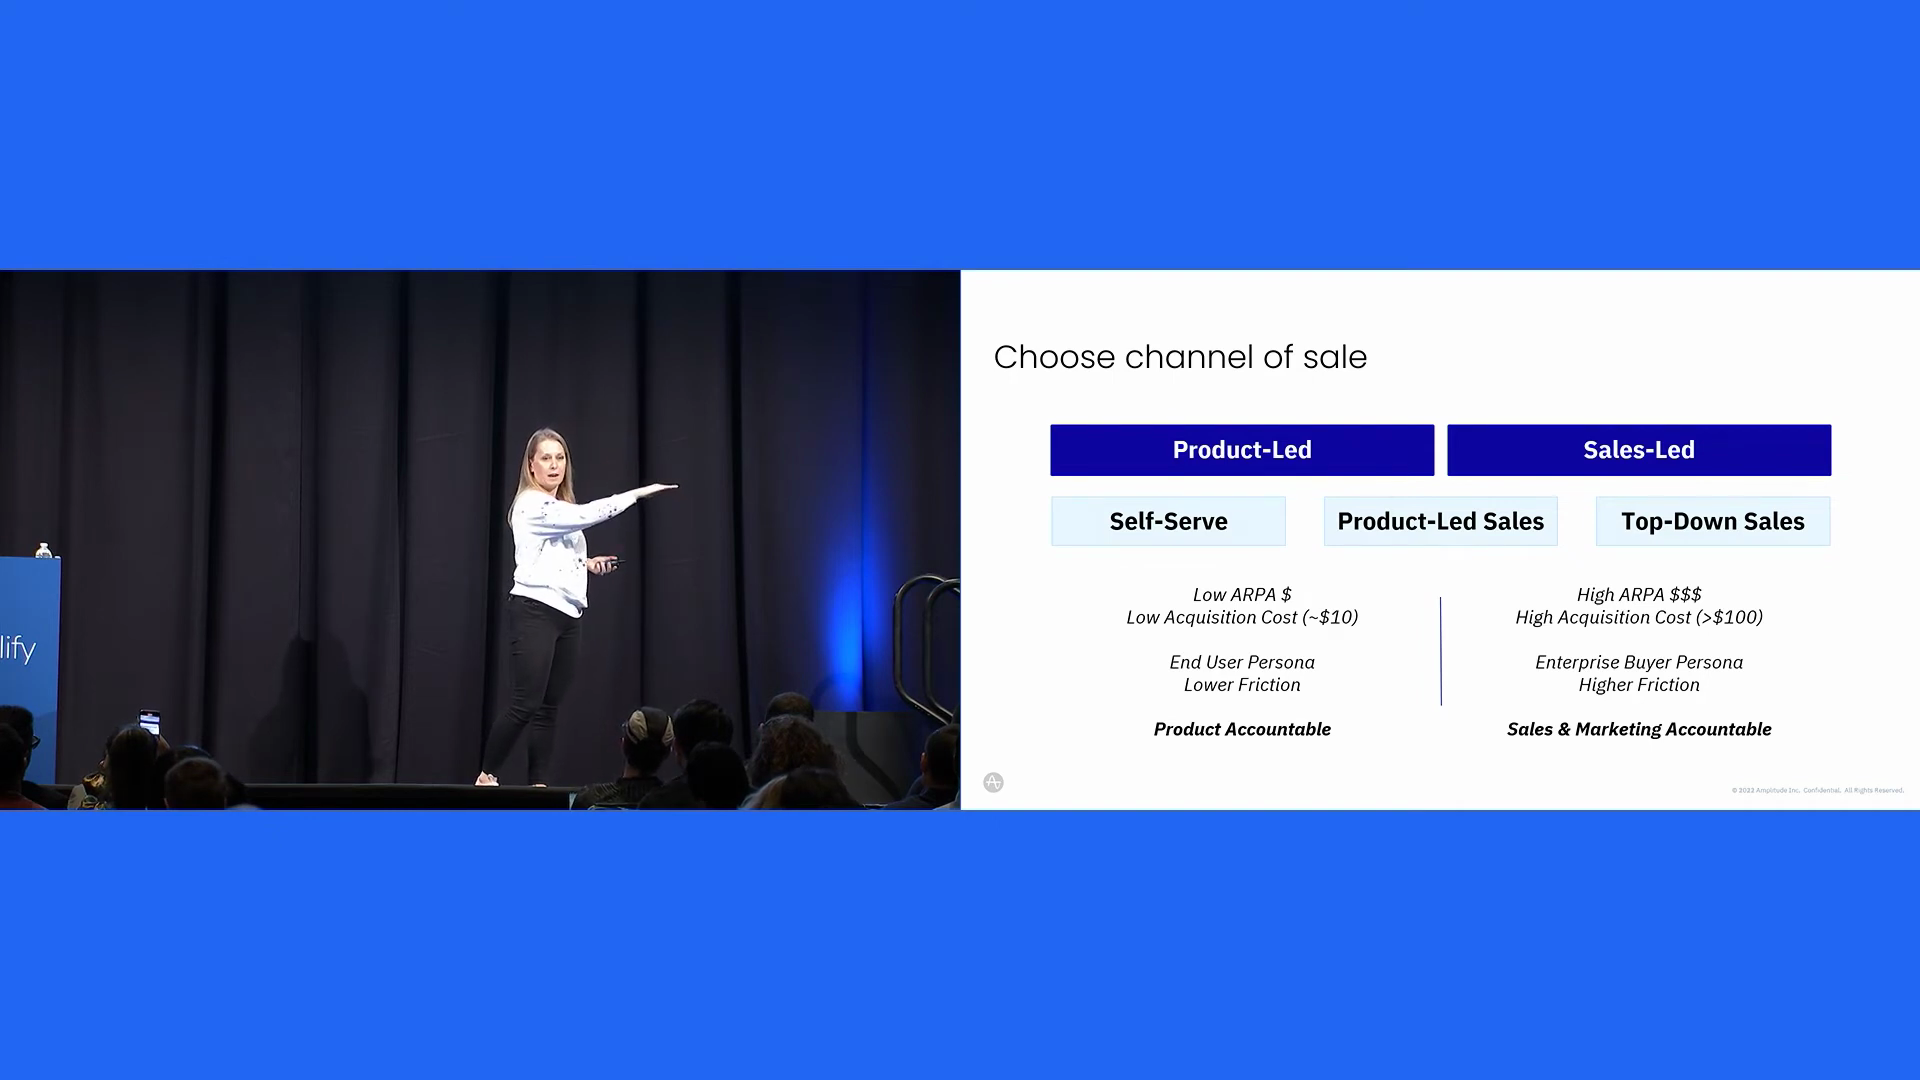 lify
Choose channel of sale
Product-Led
Sales-Led
Self-Serve
Product-Led Sales
Top-Down Sales
Low ARPA $
Low Acquisition Cost (~$10)
End User Persona
Lower Friction
Product Accountable
High ARPA $$$
High Acquisition Cost (>$100)
Enterprise Buyer Persona
Higher Friction
Sales & Marketing Accountable
© 2022 Amplitude Inc. Confidential. All Rights Reserved.